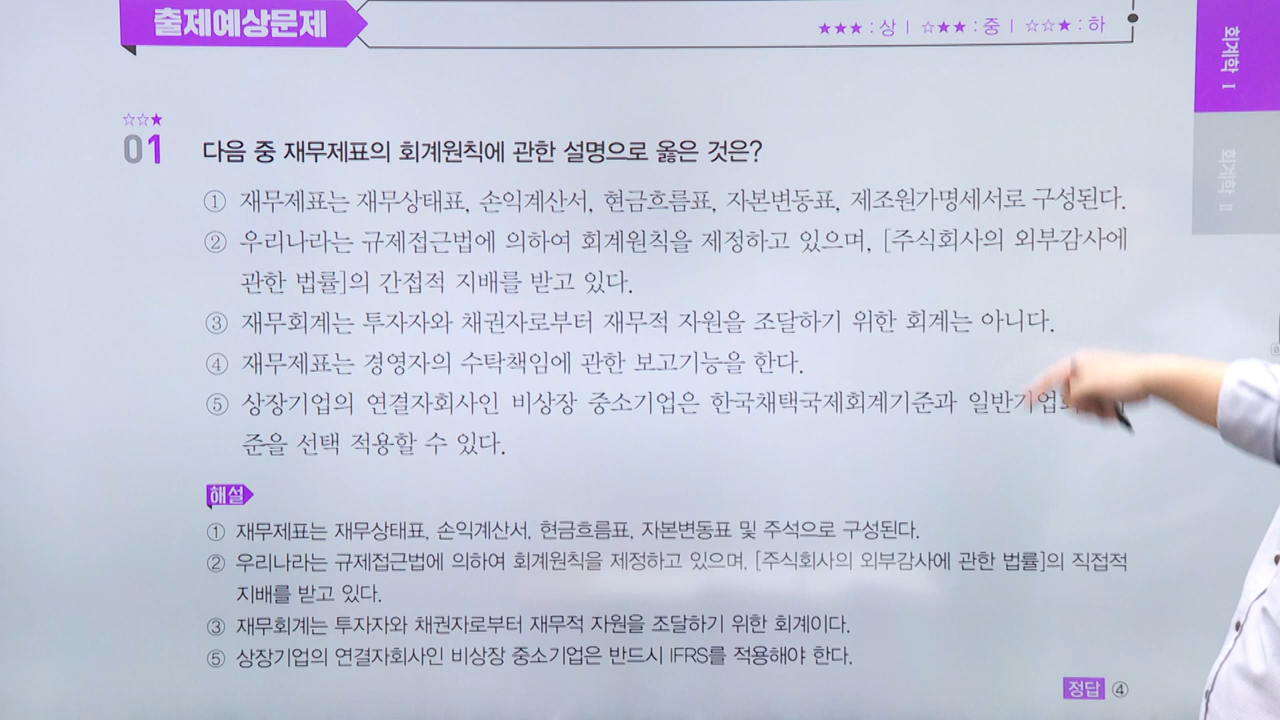 출제예상문제
★★★ : 상 | ☆★★ : 중 | ☆☆★ : 하
회계학 Ⅰ
회계학 Ⅱ
☆☆★
01 다음 중 재무제표의 회계원칙에 관한 설명으로 옳은 것은?
① 재무제표는 재무상태표, 손익계산서, 현금흐름표, 자본변동표, 제조원가명세서로 구성된다.
② 우리나라는 규제접근법에 의하여 회계원칙을 제정하고 있으며, [주식회사의 외부감사에
관한 법률]의 간접적 지배를 받고 있다.
③ 재무회계는 투자자와 채권자로부터 재무적 자원을 조달하기 위한 회계는 아니다.
④ 재무제표는 경영자의 수탁책임에 관한 보고기능을 한다.
⑤ 상장기업의 연결자회사인 비상장 중소기업은 한국채택국제회계기준과 일반기업
준을 선택 적용할 수 있다.
해설
① 재무제표는 재무상태표, 손익계산서, 현금흐름표, 자본변동표 및 주석으로 구성된다.
② 우리나라는 규제접근법에 의하여 회계원칙을 제정하고 있으며, [주식회사의 외부감사에 관한 법률]의 직접적
지배를 받고 있다.
③ 재무회계는 투자자와 채권자로부터 재무적 자원을 조달하기 위한 회계이다.
⑤ 상장기업의 연결자회사인 비상장 중소기업은 반드시 IFRS를 적용해야 한다.
정답 ④